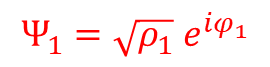 Ψ₁ = √ρ₁ e^{iφ₁}